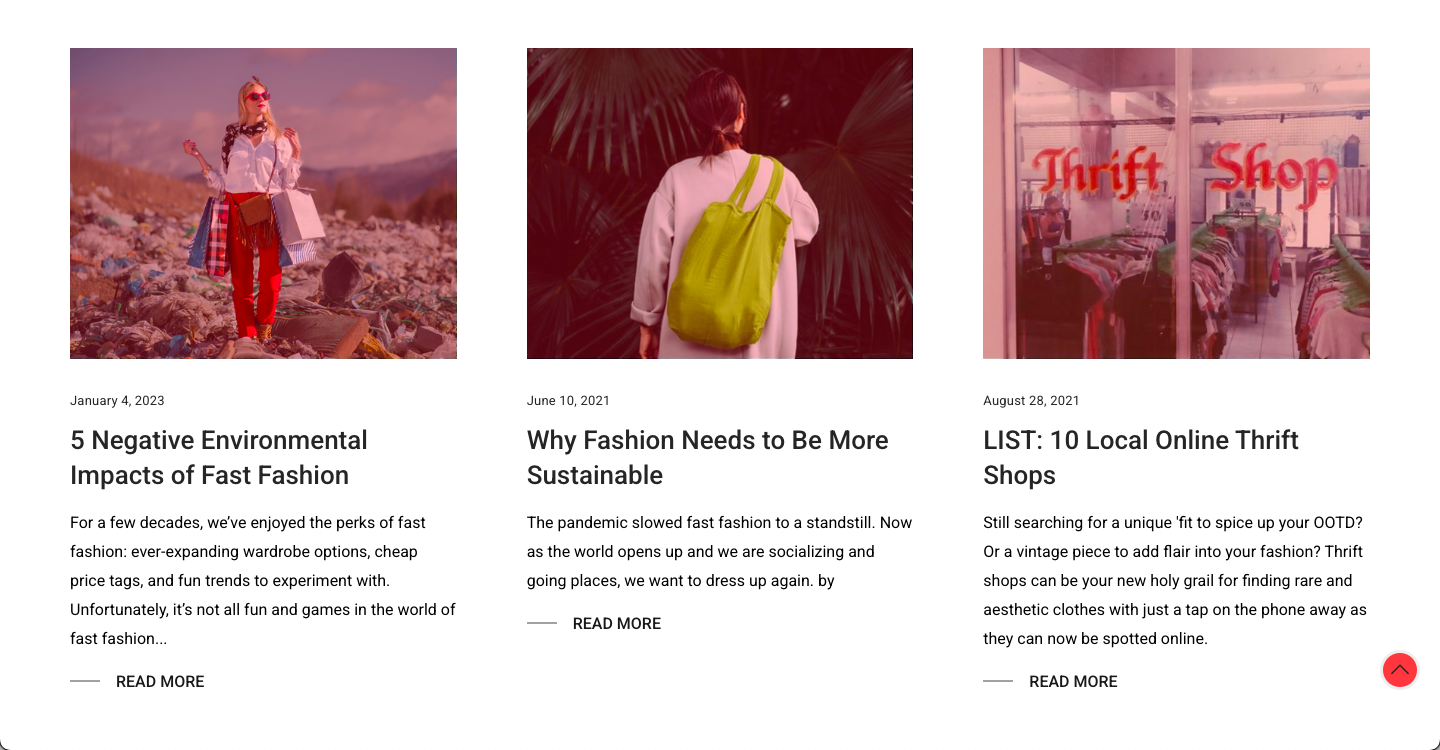 Thrift Shop
January 4, 2023
5 Negative Environmental
Impacts of Fast Fashion
For a few decades, we’ve enjoyed the perks of fast
fashion: ever-expanding wardrobe options, cheap
price tags, and fun trends to experiment with.
Unfortunately, it’s not all fun and games in the world of
fast fashion...
READ MORE
June 10, 2021
Why Fashion Needs to Be More
Sustainable
The pandemic slowed fast fashion to a standstill. Now
as the world opens up and we are socializing and
going places, we want to dress up again. by
READ MORE
August 28, 2021
LIST: 10 Local Online Thrift
Shops
Still searching for a unique 'fit to spice up your OOTD?
Or a vintage piece to add flair into your fashion? Thrift
shops can be your new holy grail for finding rare and
aesthetic clothes with just a tap on the phone away as
they can now be spotted online.
READ MORE